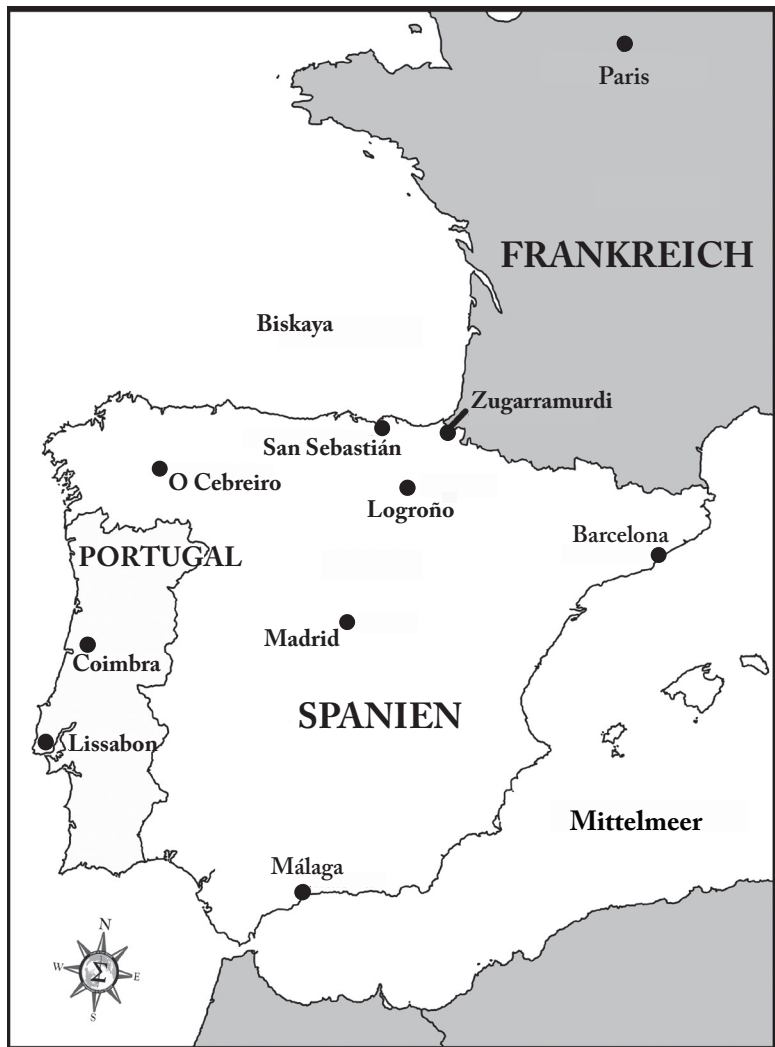 Paris
FRANKREICH
Biskaya
Zugarramurdi
San Sebastián
O Cebreiro
Logroño
Barcelona
PORTUGAL
Madrid
Coimbra
SPANIEN
Lissabon
Mittelmeer
Málaga
N
W
Σ
E
S